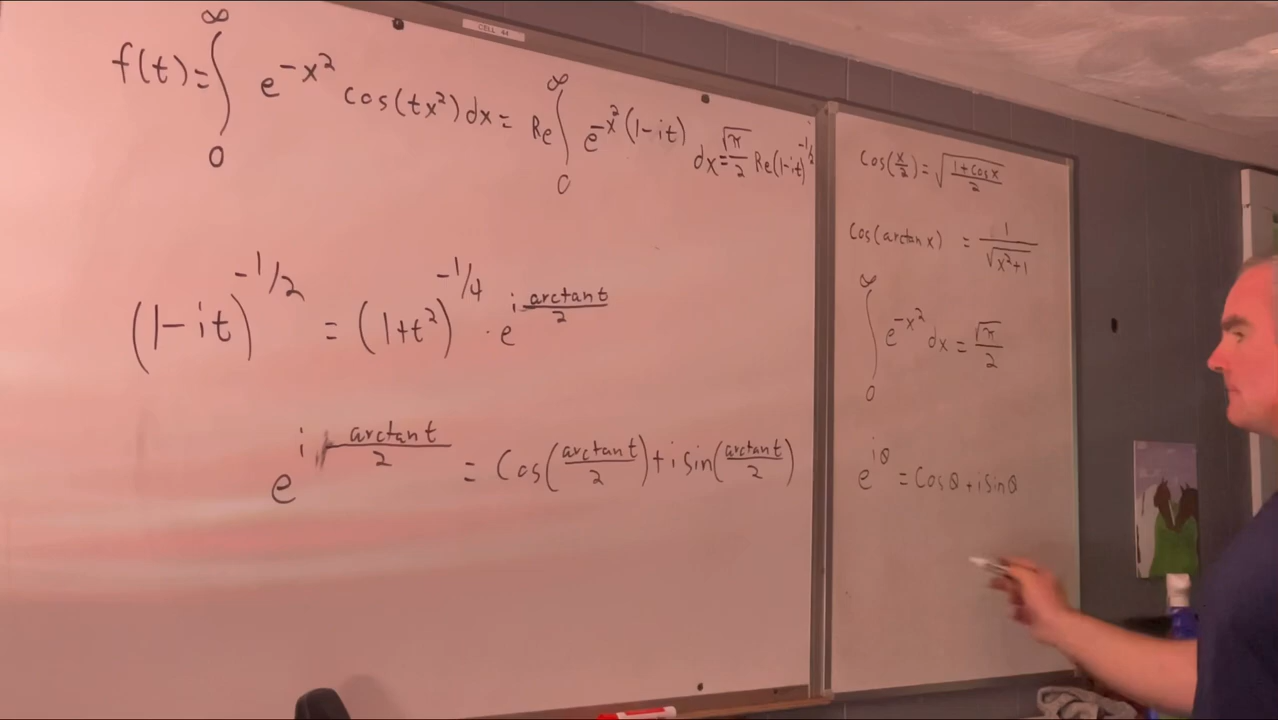 CELL 44
f(t) = ∫₀^∞ e^{-x²} cos(tx²) dx = Re ∫₀^∞ e^{-x²(1-it)} dx = √π/2 Re(1-it)^{-1/2}
(1-it)^{-1/2} = (1+t²)^{-1/4} · e^{i arctan t/2}
e^{i arctan t/2} = Cos(arctan t/2) + i sin(arctan t/2)
Cos(x/2) = √((1+cos x)/2)
Cos(arctan x) = 1/√(x²+1)
∫₀^∞ e^{-x²} dx = √π/2
e^{iθ} = Cos θ + i Sin θ